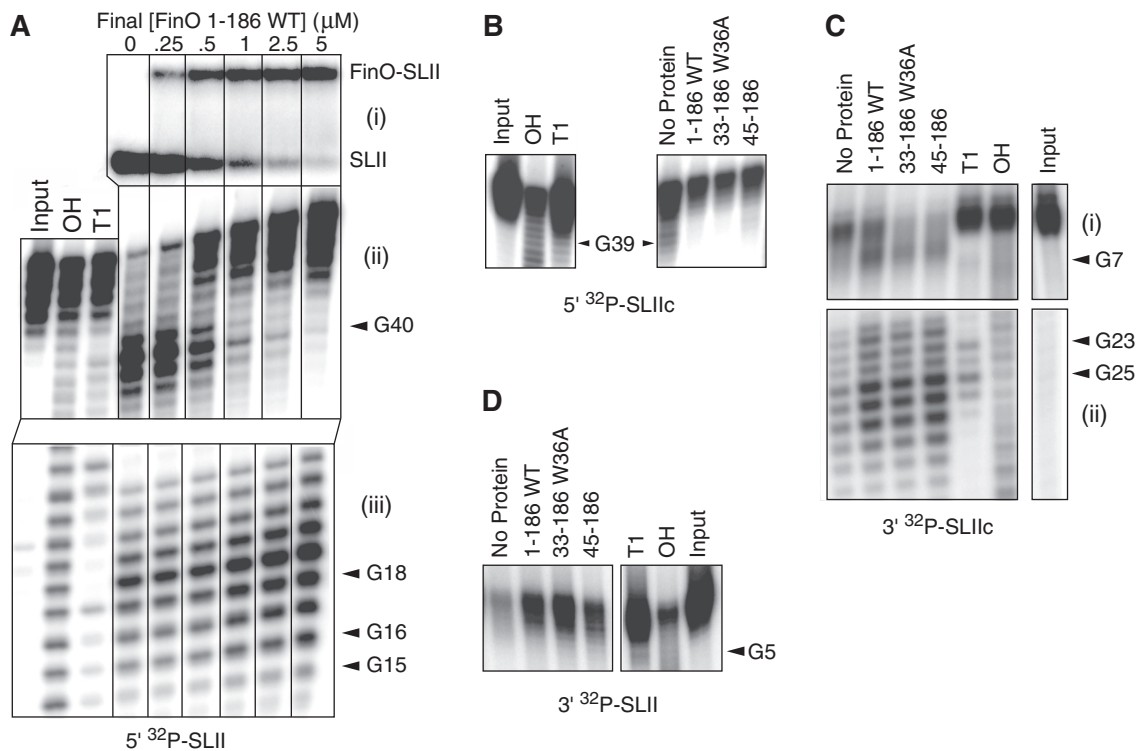 A
Final [FinO 1-186 WT] (μM)
0 .25 .5 1 2.5 5
FinO-SLII
(i)
SLII
Input
OH
T1
(ii)
G40
(iii)
G18
G16
G15
5' 32P-SLII
B
Input
OH
T1
No Protein
1-186 WT
33-186 W36A
45-186
G39
5' 32P-SLIIc
C
No Protein
1-186 WT
33-186 W36A
45-186
T1
OH
Input
(i)
G7
G23
G25
(ii)
3' 32P-SLIIc
D
No Protein
1-186 WT
33-186 W36A
45-186
T1
OH
Input
G5
3' 32P-SLII